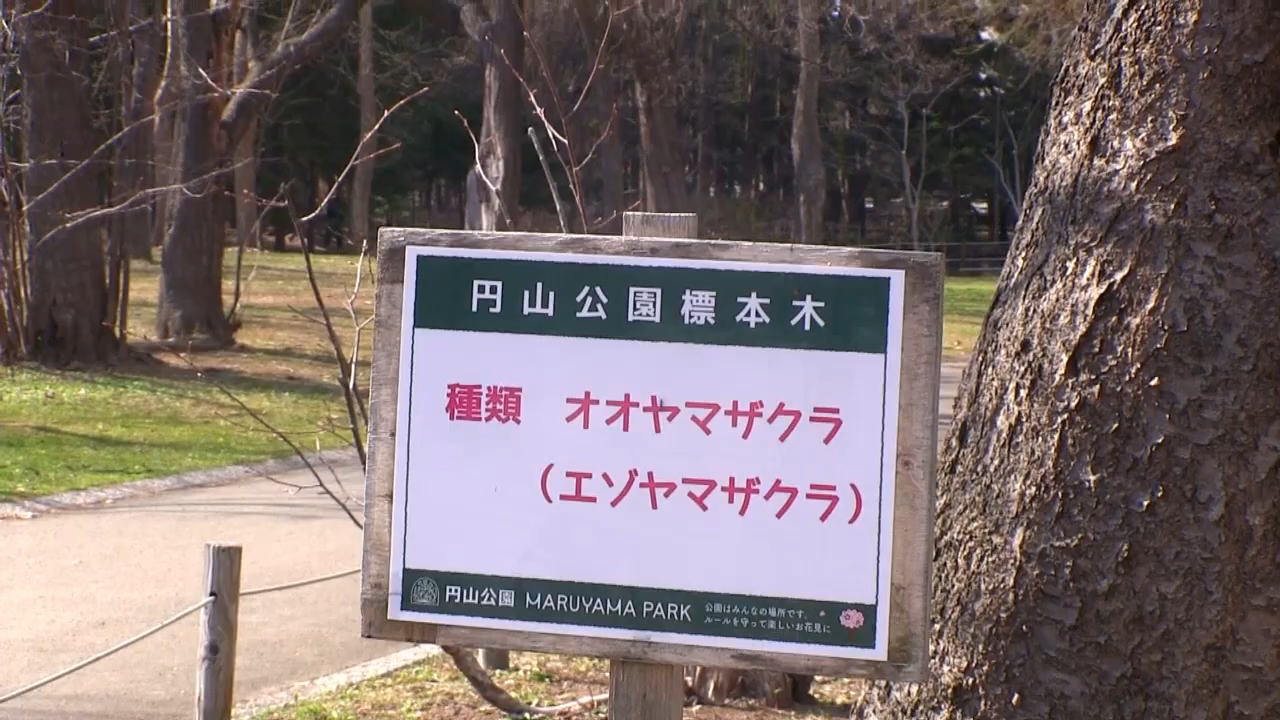 円山公園標本木
種類 オオヤマザクラ
(エゾヤマザクラ)
円山公園 MARUYAMA PARK
公園はみんなの場所です。
ルールを守って楽しいお花見に